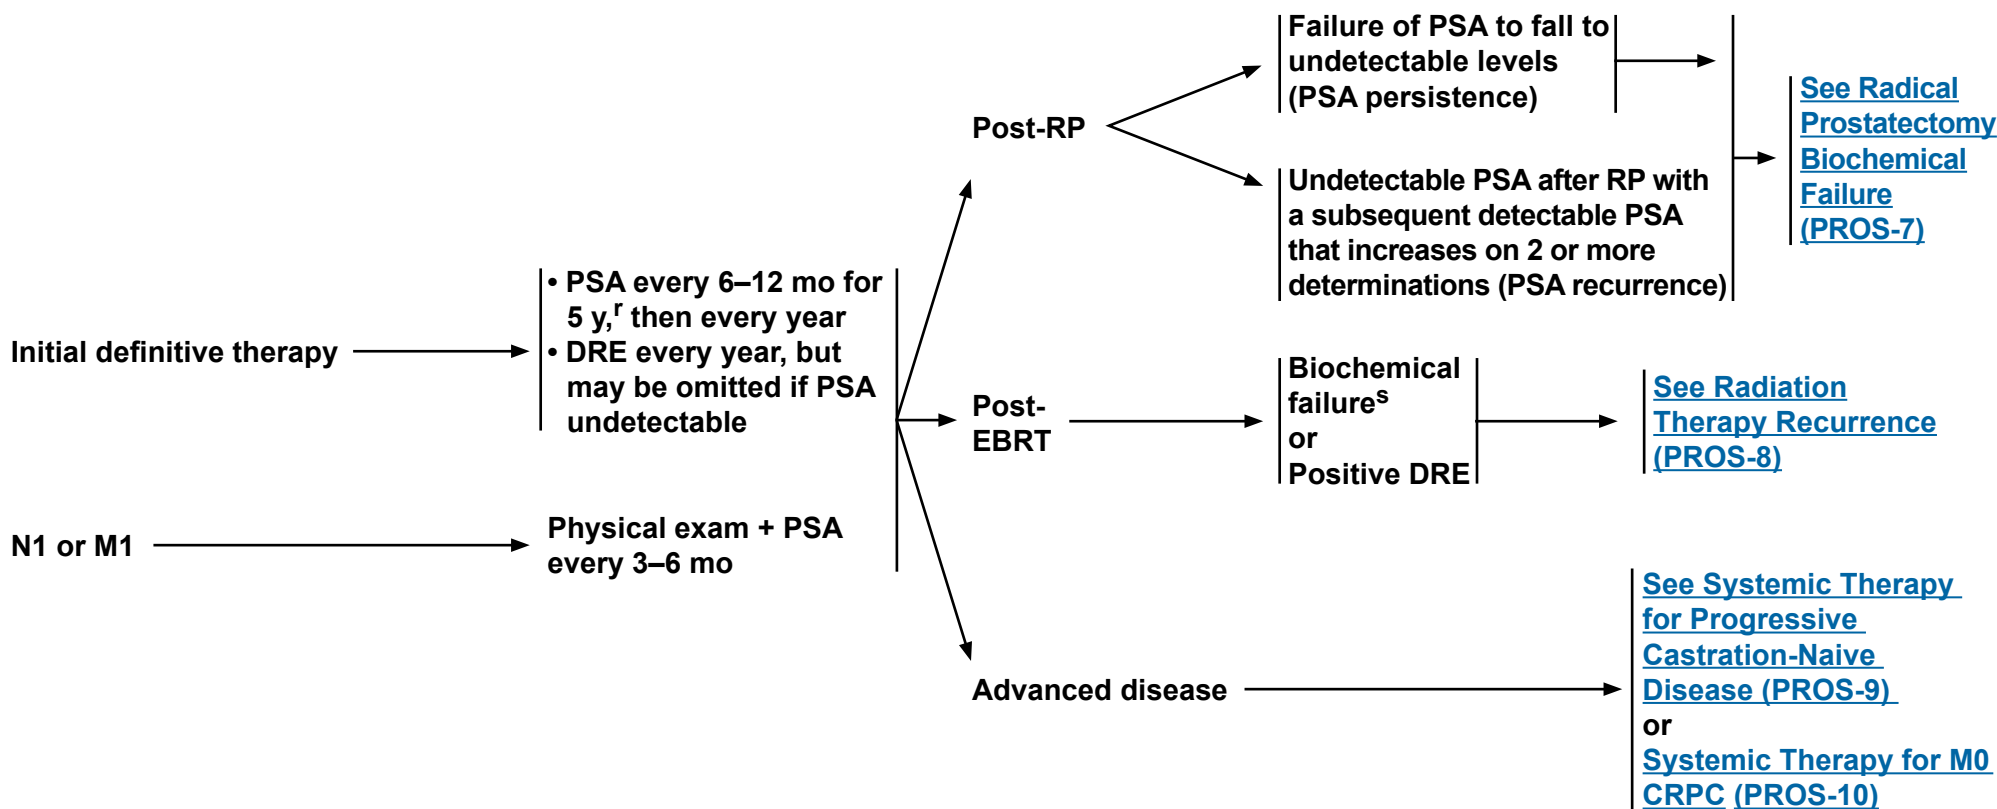 Initial definitive therapy
N1 or M1
• PSA every 6–12 mo for
5 y,r then every year
• DRE every year, but
may be omitted if PSA
undetectable
Physical exam + PSA
every 3–6 mo
Post-RP
Failure of PSA to fall to
undetectable levels
(PSA persistence)
Undetectable PSA after RP with
a subsequent detectable PSA
that increases on 2 or more
determinations (PSA recurrence)
See Radical
Prostatectomy
Biochemical
Failure
(PROS-7)
Post-
EBRT
Biochemical
failures
or
Positive DRE
See Radiation
Therapy Recurrence
(PROS-8)
Advanced disease
See Systemic Therapy
for Progressive
Castration-Naive
Disease (PROS-9)
or
Systemic Therapy for M0
CRPC (PROS-10)